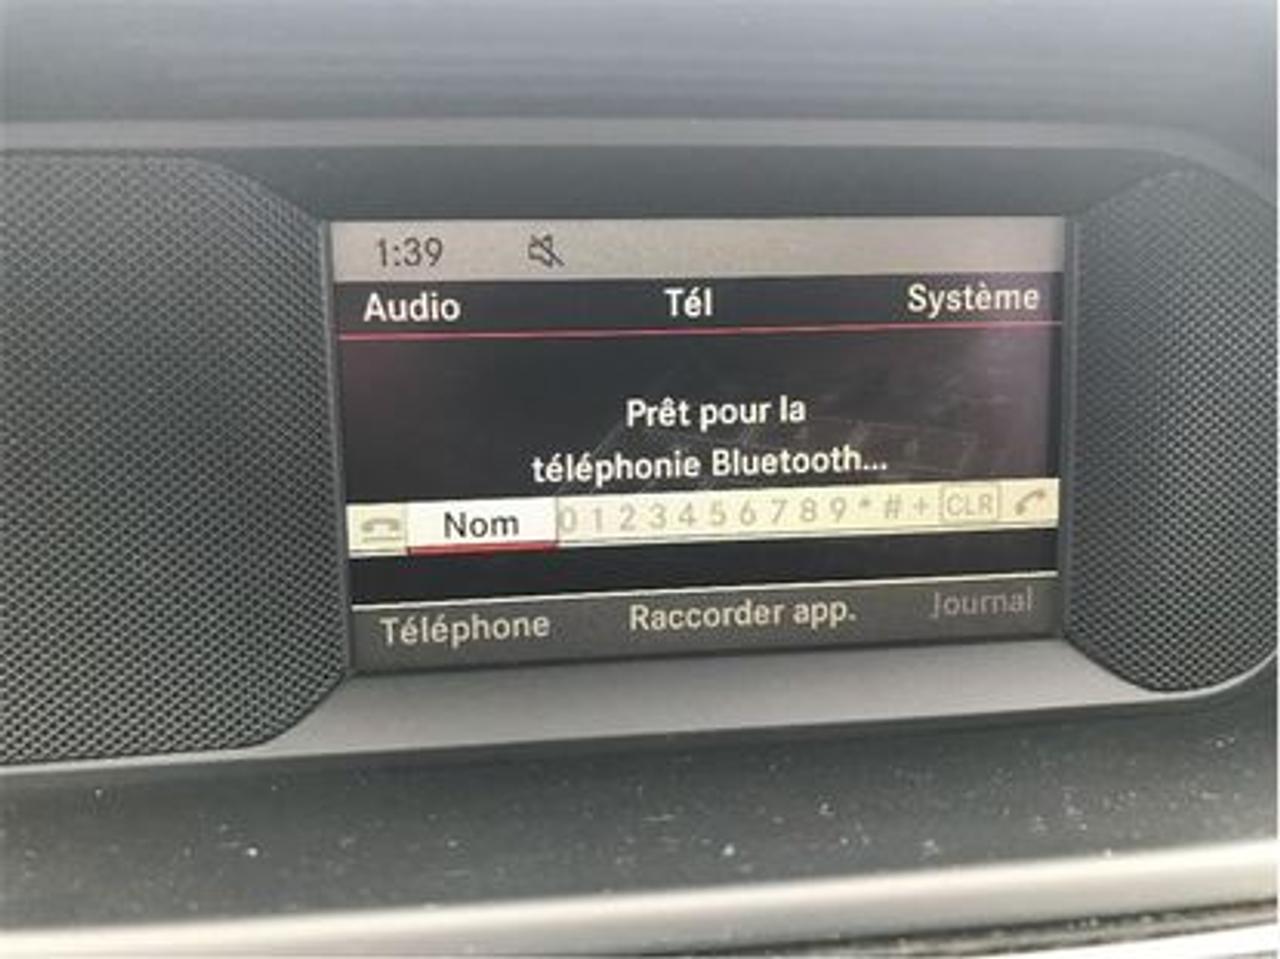 1:39
Audio Tél Système
Prêt pour la
téléphonie Bluetooth...
Nom 0 1 2 3 4 5 6 7 8 9 * # + CLR
Téléphone Raccorder app. Journal